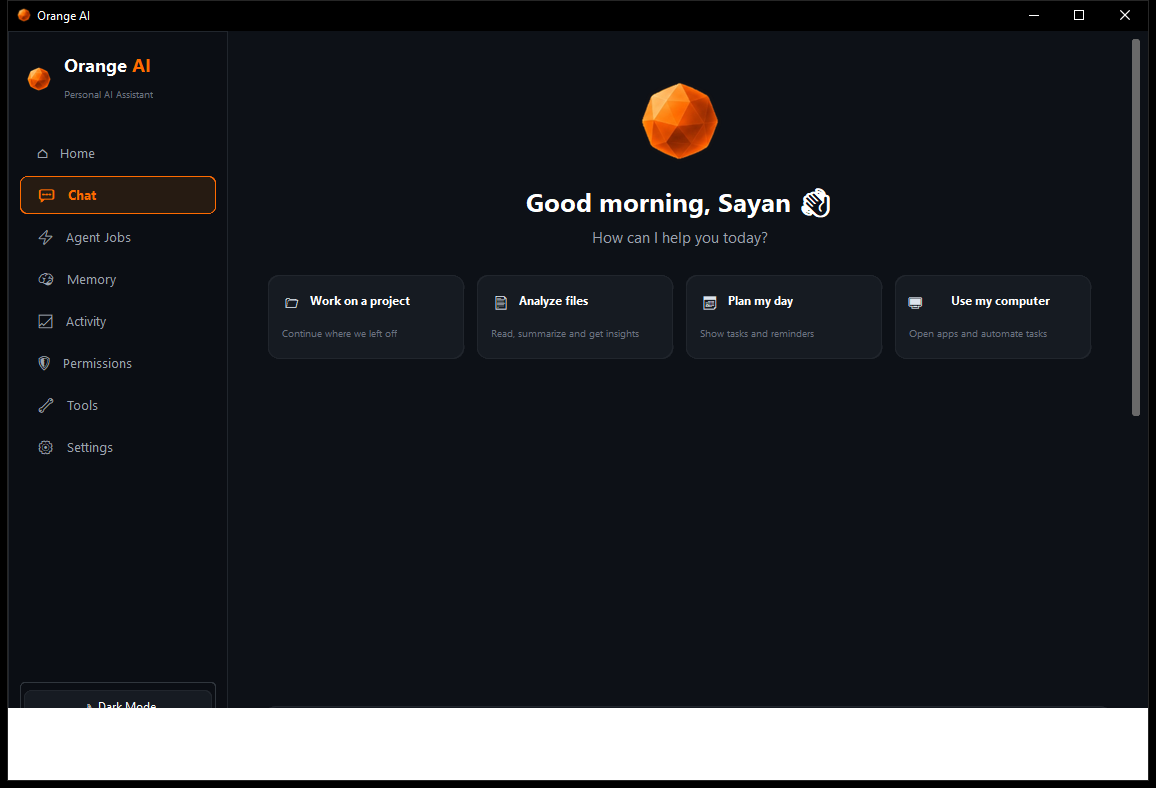 Orange AI
Orange AI
Personal AI Assistant
Home
Chat
Agent Jobs
Memory
Activity
Permissions
Tools
Settings
Dark Mode
Good morning, Sayan 👋
How can I help you today?
Work on a project
Continue where we left off
Analyze files
Read, summarize and get insights
Plan my day
Show tasks and reminders
Use my computer
Open apps and automate tasks